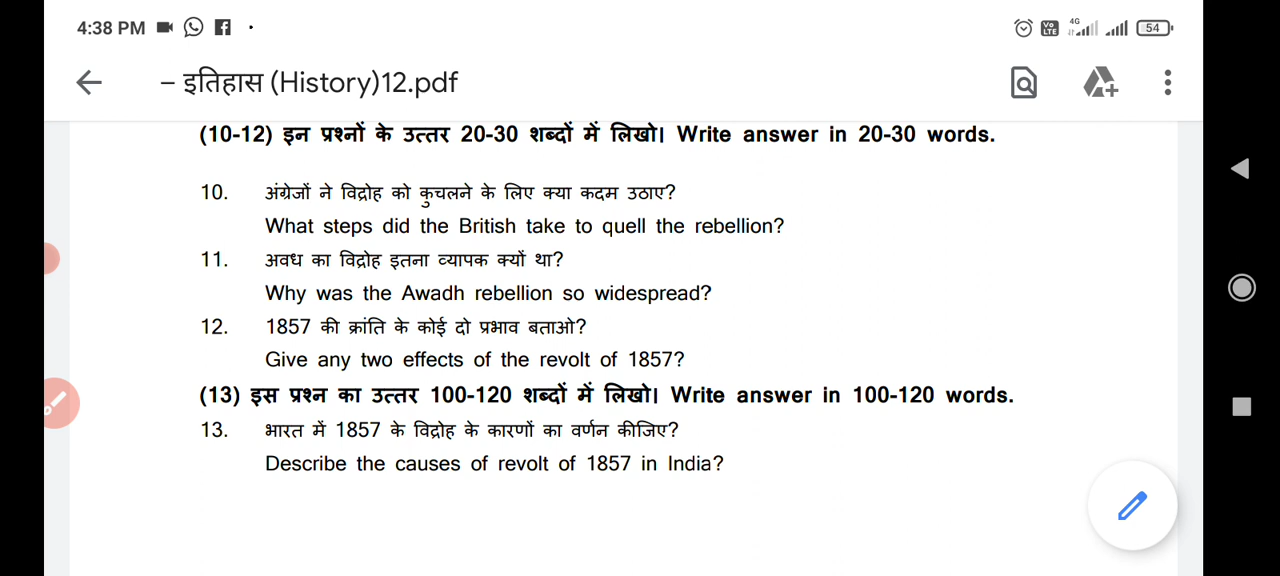 4:38 PM
VoLTE 4G 54
– इतिहास (History)12.pdf
(10-12) इन प्रश्नों के उत्तर 20-30 शब्दों में लिखो। Write answer in 20-30 words.
10. अंग्रेजों ने विद्रोह को कुचलने के लिए क्या कदम उठाए?
What steps did the British take to quell the rebellion?
11. अवध का विद्रोह इतना व्यापक क्यों था?
Why was the Awadh rebellion so widespread?
12. 1857 की क्रांति के कोई दो प्रभाव बताओ?
Give any two effects of the revolt of 1857?
(13) इस प्रश्न का उत्तर 100-120 शब्दों में लिखो। Write answer in 100-120 words.
13. भारत में 1857 के विद्रोह के कारणों का वर्णन कीजिए?
Describe the causes of revolt of 1857 in India?